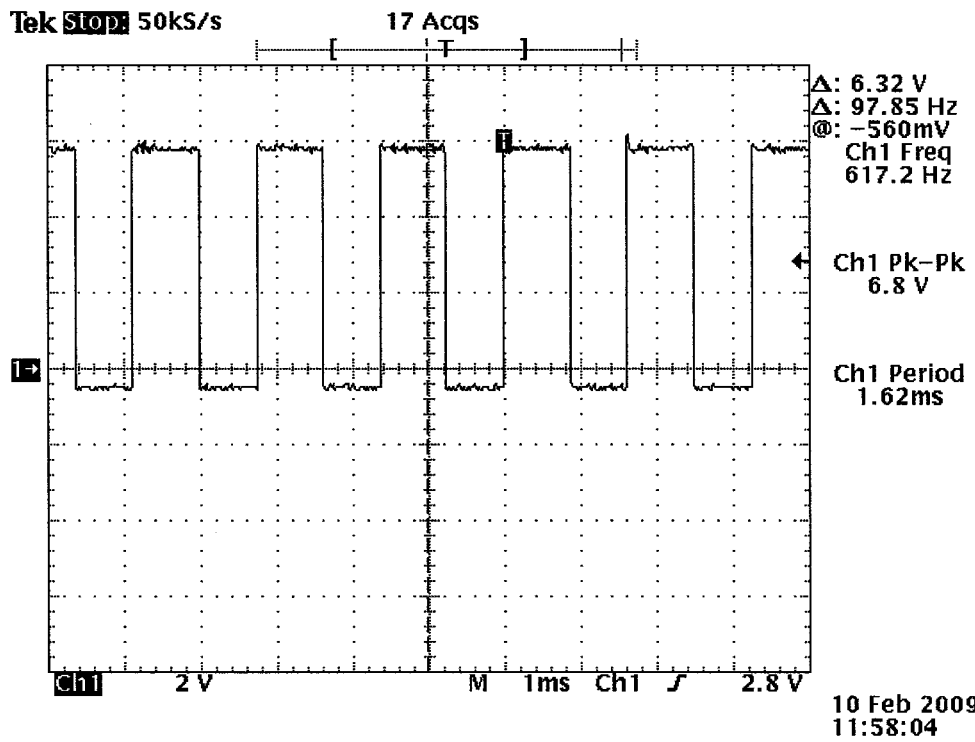 Tek Stop: 50kS/s 17 Acqs
[ T ]
Δ: 6.32 V
Δ: 97.85 Hz
@: -560mV
Ch1 Freq
617.2 Hz
T
Ch1 Pk-Pk
6.8 V
1→
Ch1 Period
1.62ms
Ch1 2 V M 1ms Ch1 ƒ 2.8 V
10 Feb 2009
11:58:04